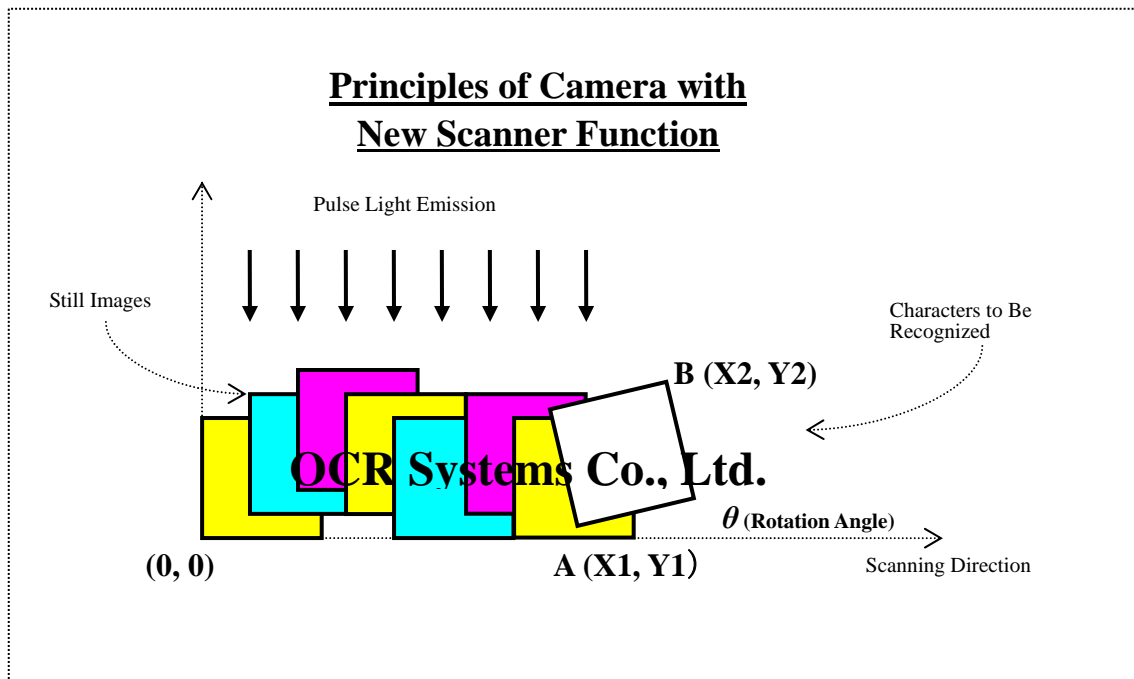 Principles of Camera with
New Scanner Function
Pulse Light Emission
Still Images
Characters to Be
Recognized
B (X2, Y2)
OCR Systems Co., Ltd.
θ (Rotation Angle)
(0, 0)
A (X1, Y1）
Scanning Direction